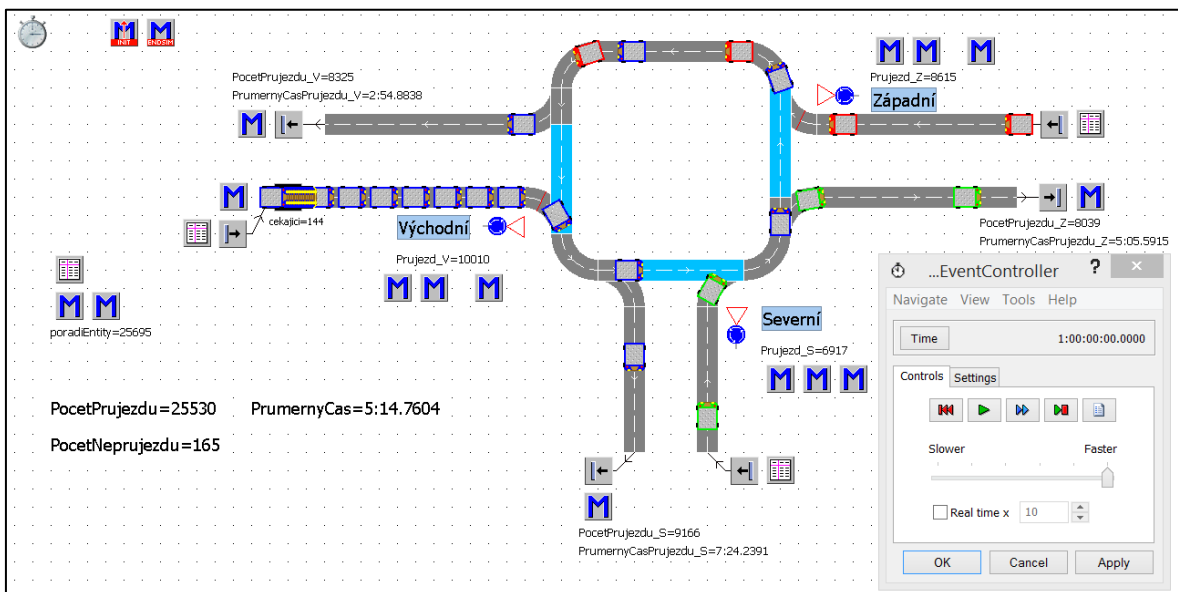 INIT
ENDSIM
PocetPrujezdu_V=8325
PrumernyCasPrujezdu_V=2:54.8838
Prujezd_Z=8615
Západní
cekajici=144
Východní
Prujezd_V=10010
PocetPrujezdu_Z=8039
PrumernyCasPrujezdu_Z=5:05.5915
poradiEntity=25695
Severní
Prujezd_S=6917
PocetPrujezdu=25530 PrumernyCas=5:14.7604
PocetNeprujezdu=165
PocetPrujezdu_S=9166
PrumernyCasPrujezdu_S=7:24.2391
...EventController ? ×
Navigate View Tools Help
Time 1:00:00:00.0000
Controls Settings
Slower Faster
Real time x 10
OK Cancel Apply